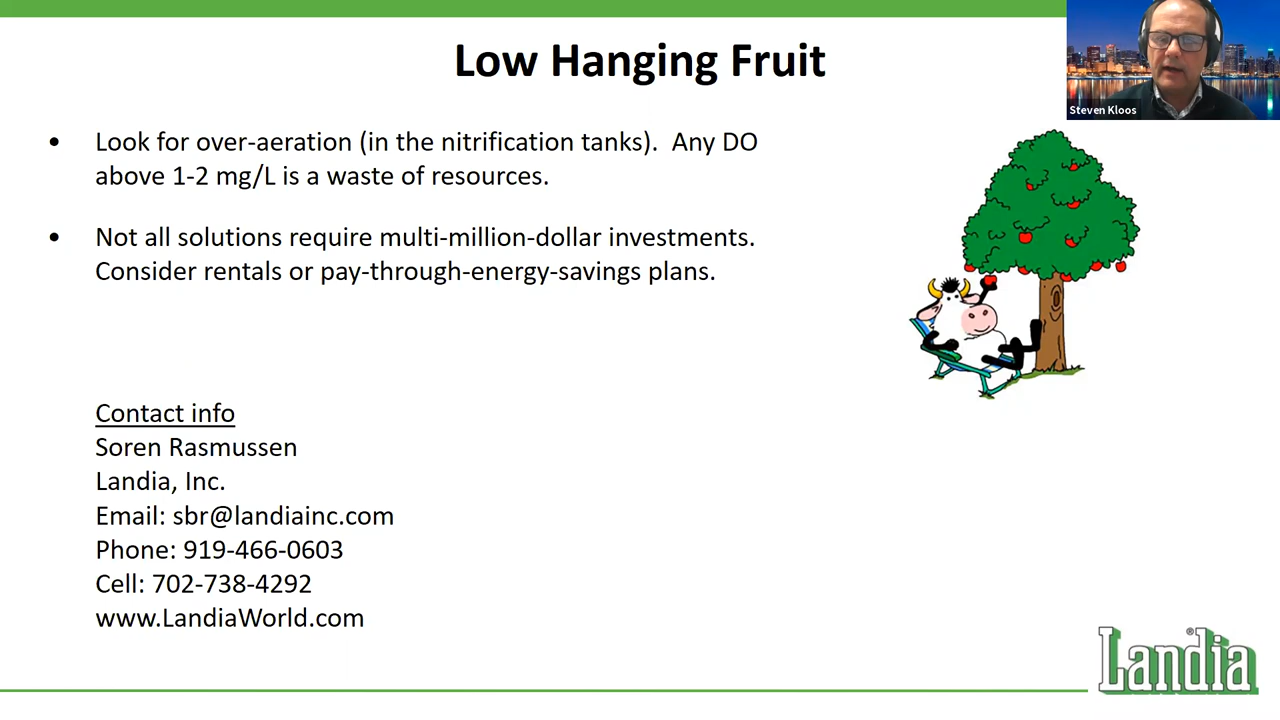 Low Hanging Fruit
Steven Kloos
• Look for over-aeration (in the nitrification tanks). Any DO
above 1-2 mg/L is a waste of resources.
• Not all solutions require multi-million-dollar investments.
Consider rentals or pay-through-energy-savings plans.
Contact info
Soren Rasmussen
Landia, Inc.
Email: sbr@landiainc.com
Phone: 919-466-0603
Cell: 702-738-4292
www.LandiaWorld.com
Landia®